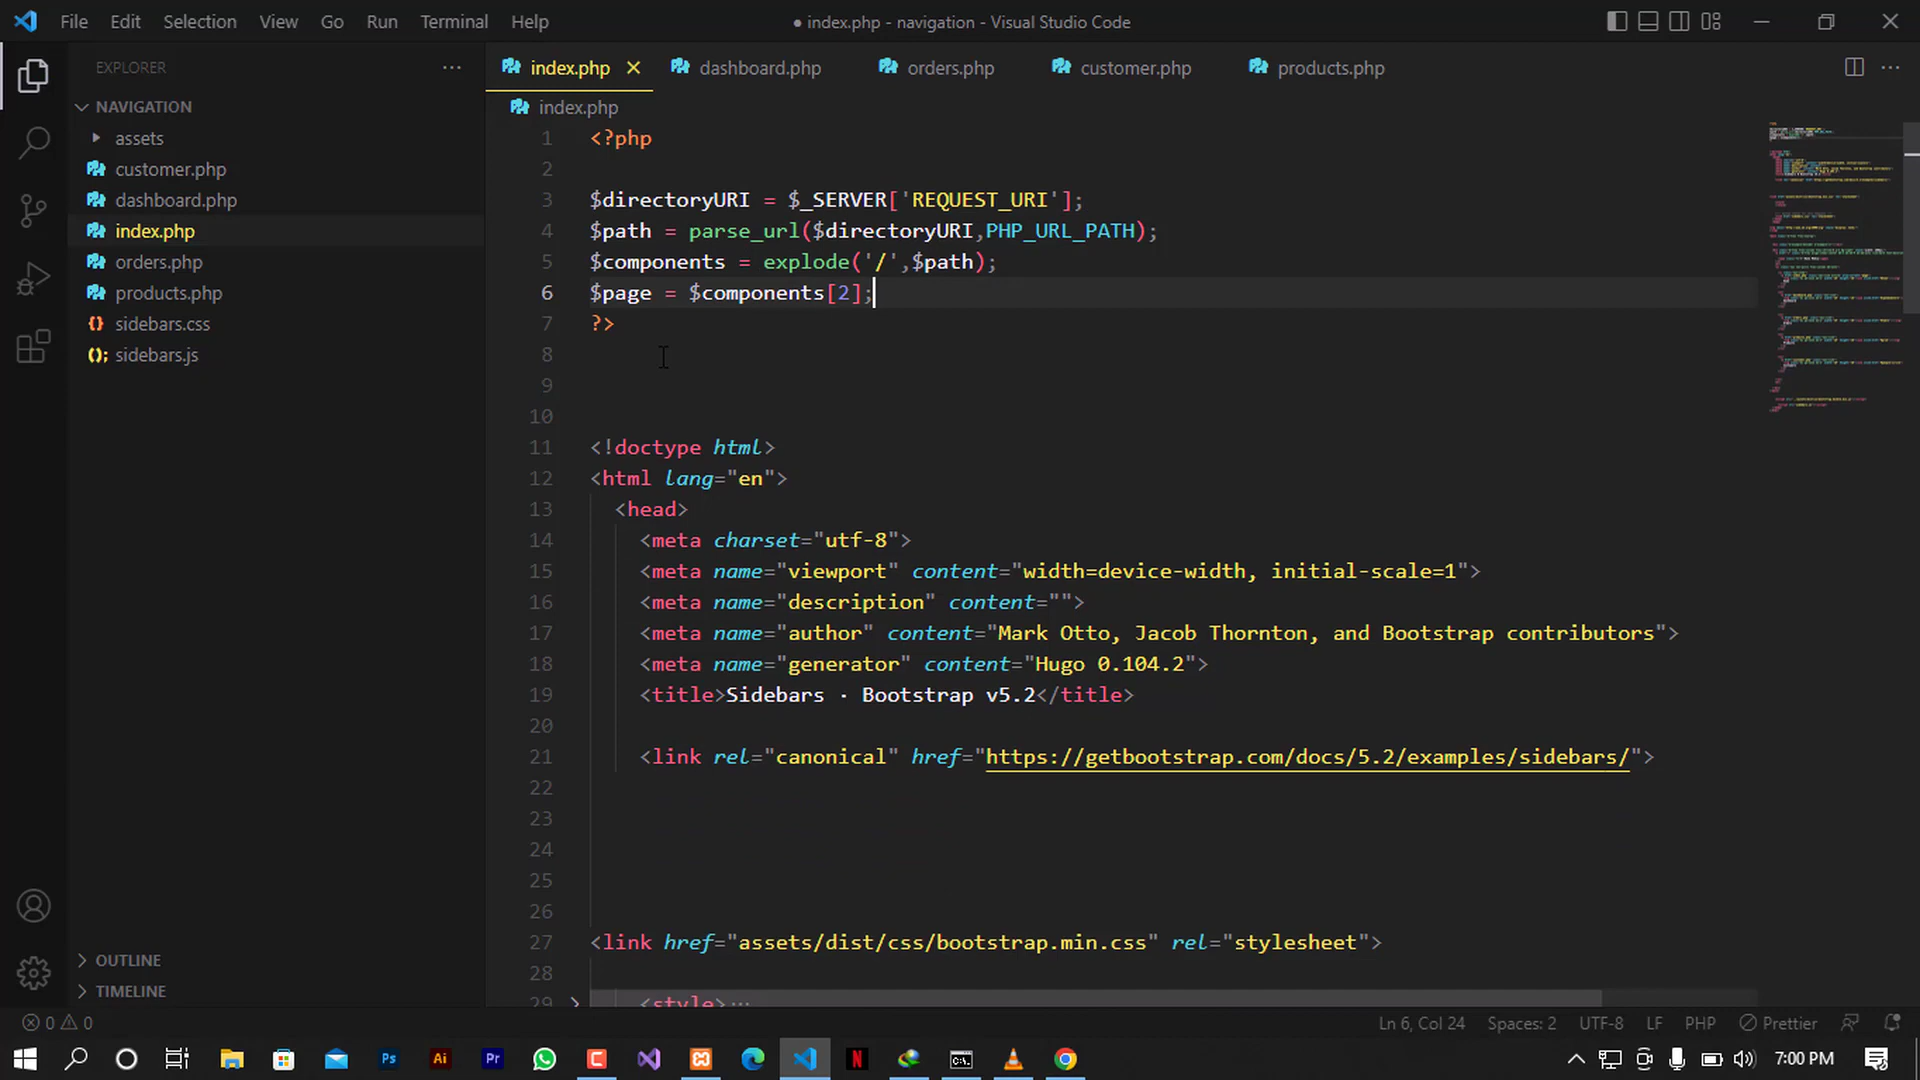 File Edit Selection View Go Run Terminal Help
● index.php - navigation - Visual Studio Code
EXPLORER
NAVIGATION
assets
customer.php
dashboard.php
index.php
orders.php
products.php
{} sidebars.css
(); sidebars.js
OUTLINE
TIMELINE
index.php dashboard.php orders.php customer.php products.php
index.php
1 <?php
2
3 $directoryURI = $_SERVER['REQUEST_URI'];
4 $path = parse_url($directoryURI,PHP_URL_PATH);
5 $components = explode('/',$path);
6 $page = $components[2];
7 ?>
8
9
10
11 <!doctype html>
12 <html lang="en">
13 <head>
14 <meta charset="utf-8">
15 <meta name="viewport" content="width=device-width, initial-scale=1">
16 <meta name="description" content="">
17 <meta name="author" content="Mark Otto, Jacob Thornton, and Bootstrap contributors">
18 <meta name="generator" content="Hugo 0.104.2">
19 <title>Sidebars · Bootstrap v5.2</title>
20
21 <link rel="canonical" href="https://getbootstrap.com/docs/5.2/examples/sidebars/">
22
23
24
25
26
27 <link href="assets/dist/css/bootstrap.min.css" rel="stylesheet">
28
29 <style>…
0 0
Ln 6, Col 24 Spaces: 2 UTF-8 LF PHP Prettier
Ps Ai Pr C N
7:00 PM